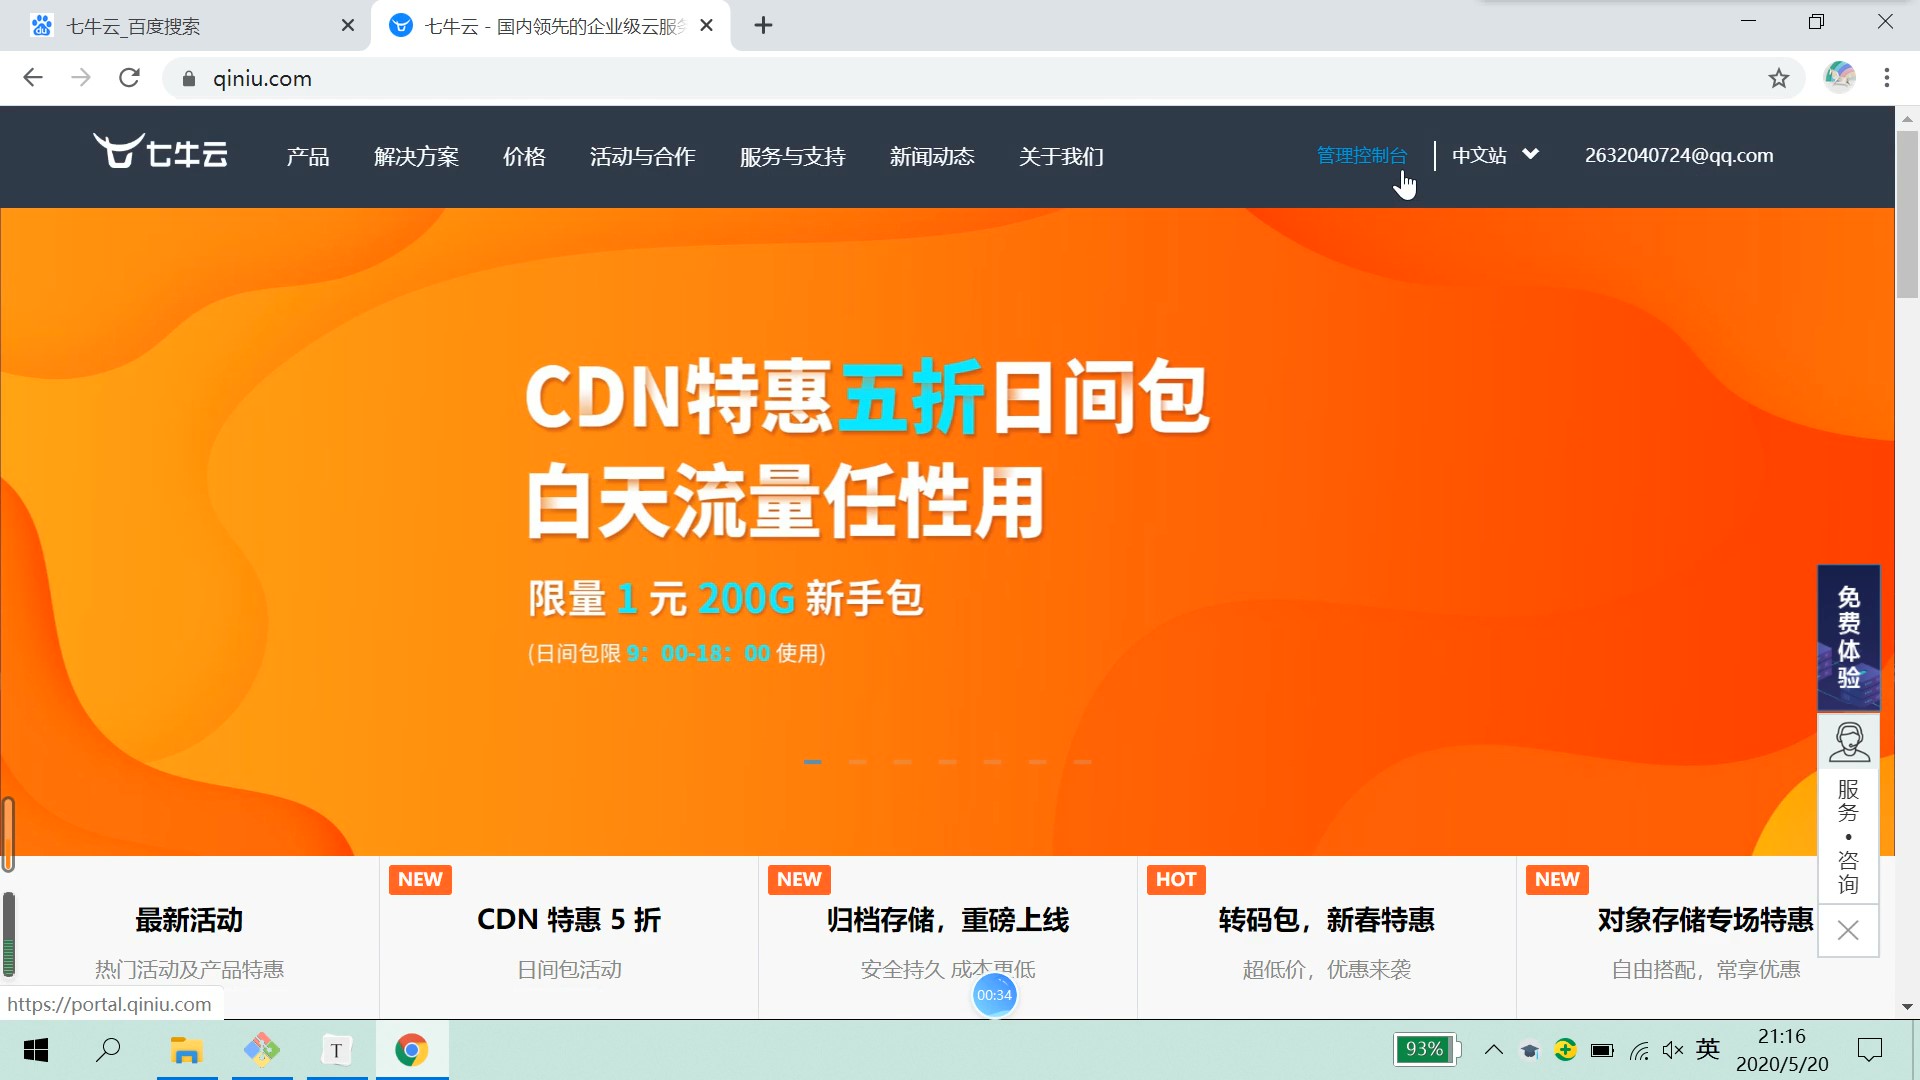 七牛云_百度搜索
七牛云 - 国内领先的企业级云服务
qiniu.com
七牛云
产品
解决方案
价格
活动与合作
服务与支持
新闻动态
关于我们
管理控制台
中文站
2632040724@qq.com
CDN特惠五折日间包
白天流量任性用
限量 1 元 200G 新手包
(日间包限 9：00-18：00 使用)
免费体验
服务·咨询
最新活动
热门活动及产品特惠
NEW
CDN 特惠 5 折
日间包活动
NEW
归档存储，重磅上线
安全持久 成本更低
HOT
转码包，新春特惠
超低价，优惠来袭
NEW
对象存储专场特惠
自由搭配，常享优惠
00:34
https://portal.qiniu.com
T
93%
英
21:16
2020/5/20